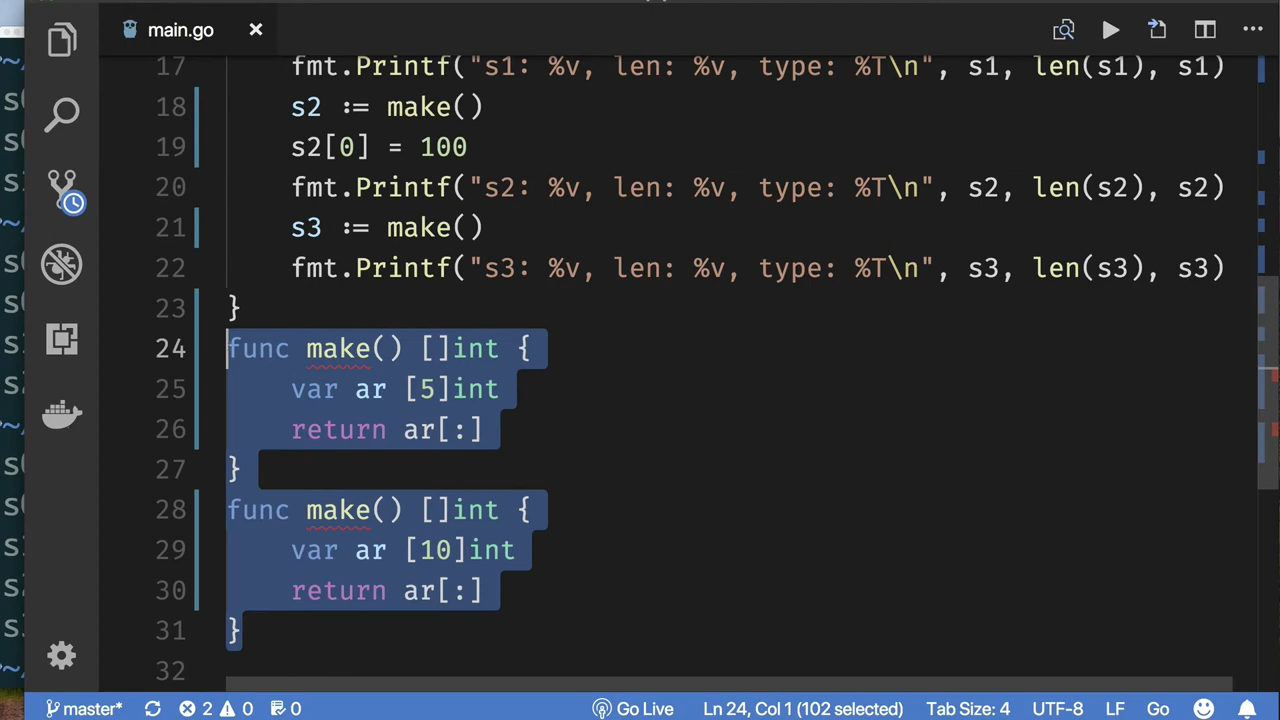 main.go
17 fmt.Printf("s1: %v, len: %v, type: %T\n", s1, len(s1), s1)
18 s2 := make()
19 s2[0] = 100
20 fmt.Printf("s2: %v, len: %v, type: %T\n", s2, len(s2), s2)
21 s3 := make()
22 fmt.Printf("s3: %v, len: %v, type: %T\n", s3, len(s3), s3)
23 }
24 func make() []int {
25 var ar [5]int
26 return ar[:]
27 }
28 func make() []int {
29 var ar [10]int
30 return ar[:]
31 }
32
master* 2 0 0 Go Live Ln 24, Col 1 (102 selected) Tab Size: 4 UTF-8 LF Go